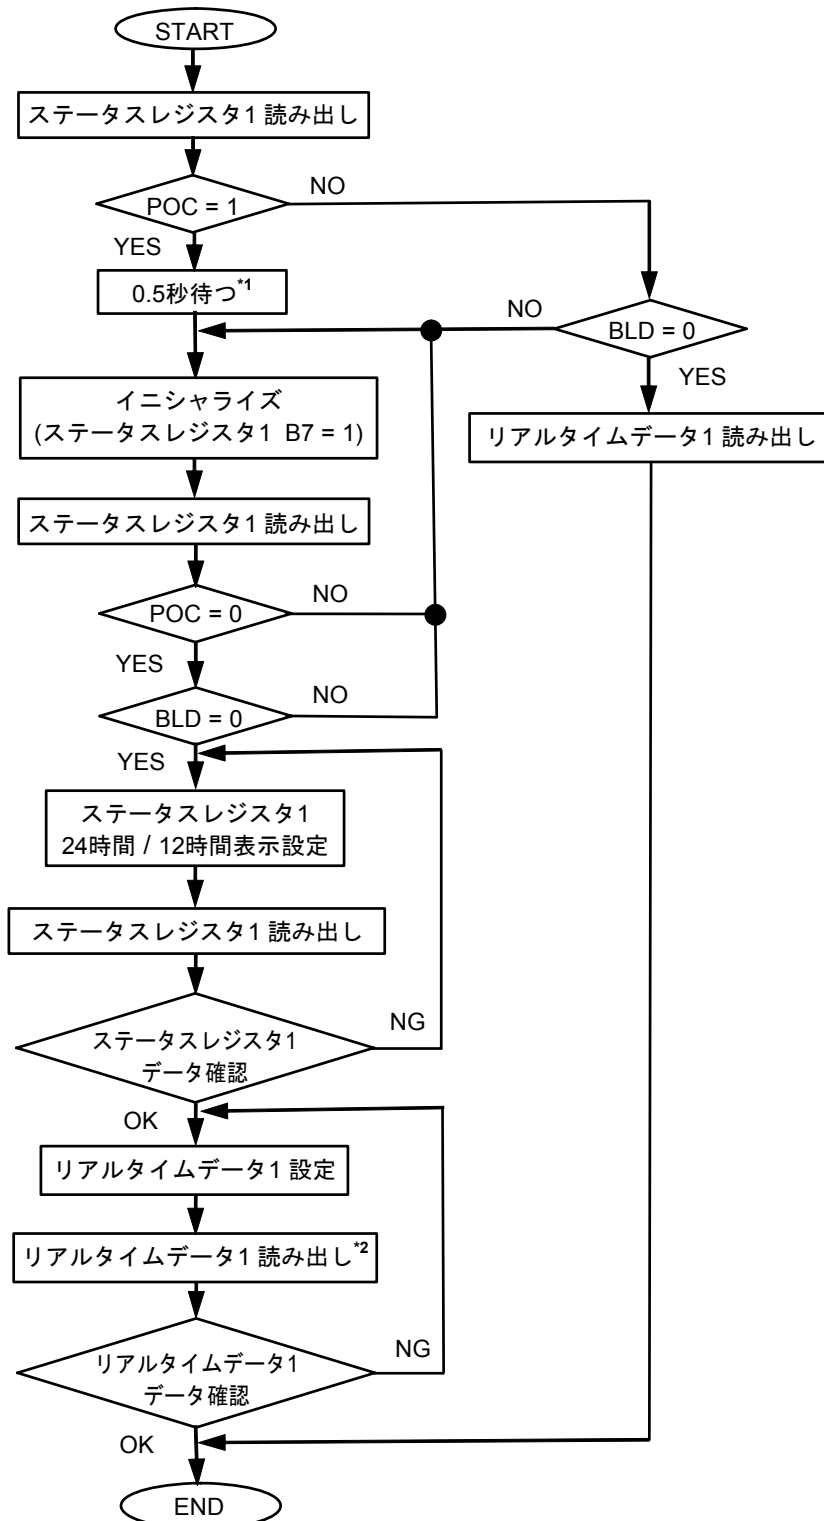 START
ステータスレジスタ1 読み出し
POC = 1
NO
YES
0.5秒待つ*1
NO
BLD = 0
YES
イニシャライズ
(ステータスレジスタ1 B7 = 1)
リアルタイムデータ1 読み出し
ステータスレジスタ1 読み出し
POC = 0
NO
YES
BLD = 0
NO
YES
ステータスレジスタ1
24時間 / 12時間表示設定
ステータスレジスタ1 読み出し
ステータスレジスタ1
データ確認
NG
OK
リアルタイムデータ1 設定
リアルタイムデータ1 読み出し*2
リアルタイムデータ1
データ確認
NG
OK
END